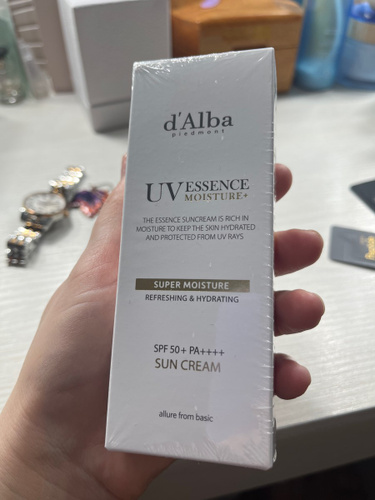 d'Alba
piedmont
UV ESSENCE
MOISTURE+
THE ESSENCE SUNCREAM IS RICH IN
MOISTURE TO KEEP THE SKIN HYDRATED
AND PROTECTED FROM UV RAYS
SUPER MOISTURE
REFRESHING & HYDRATING
SPF 50+ PA++++
SUN CREAM
allure from basic